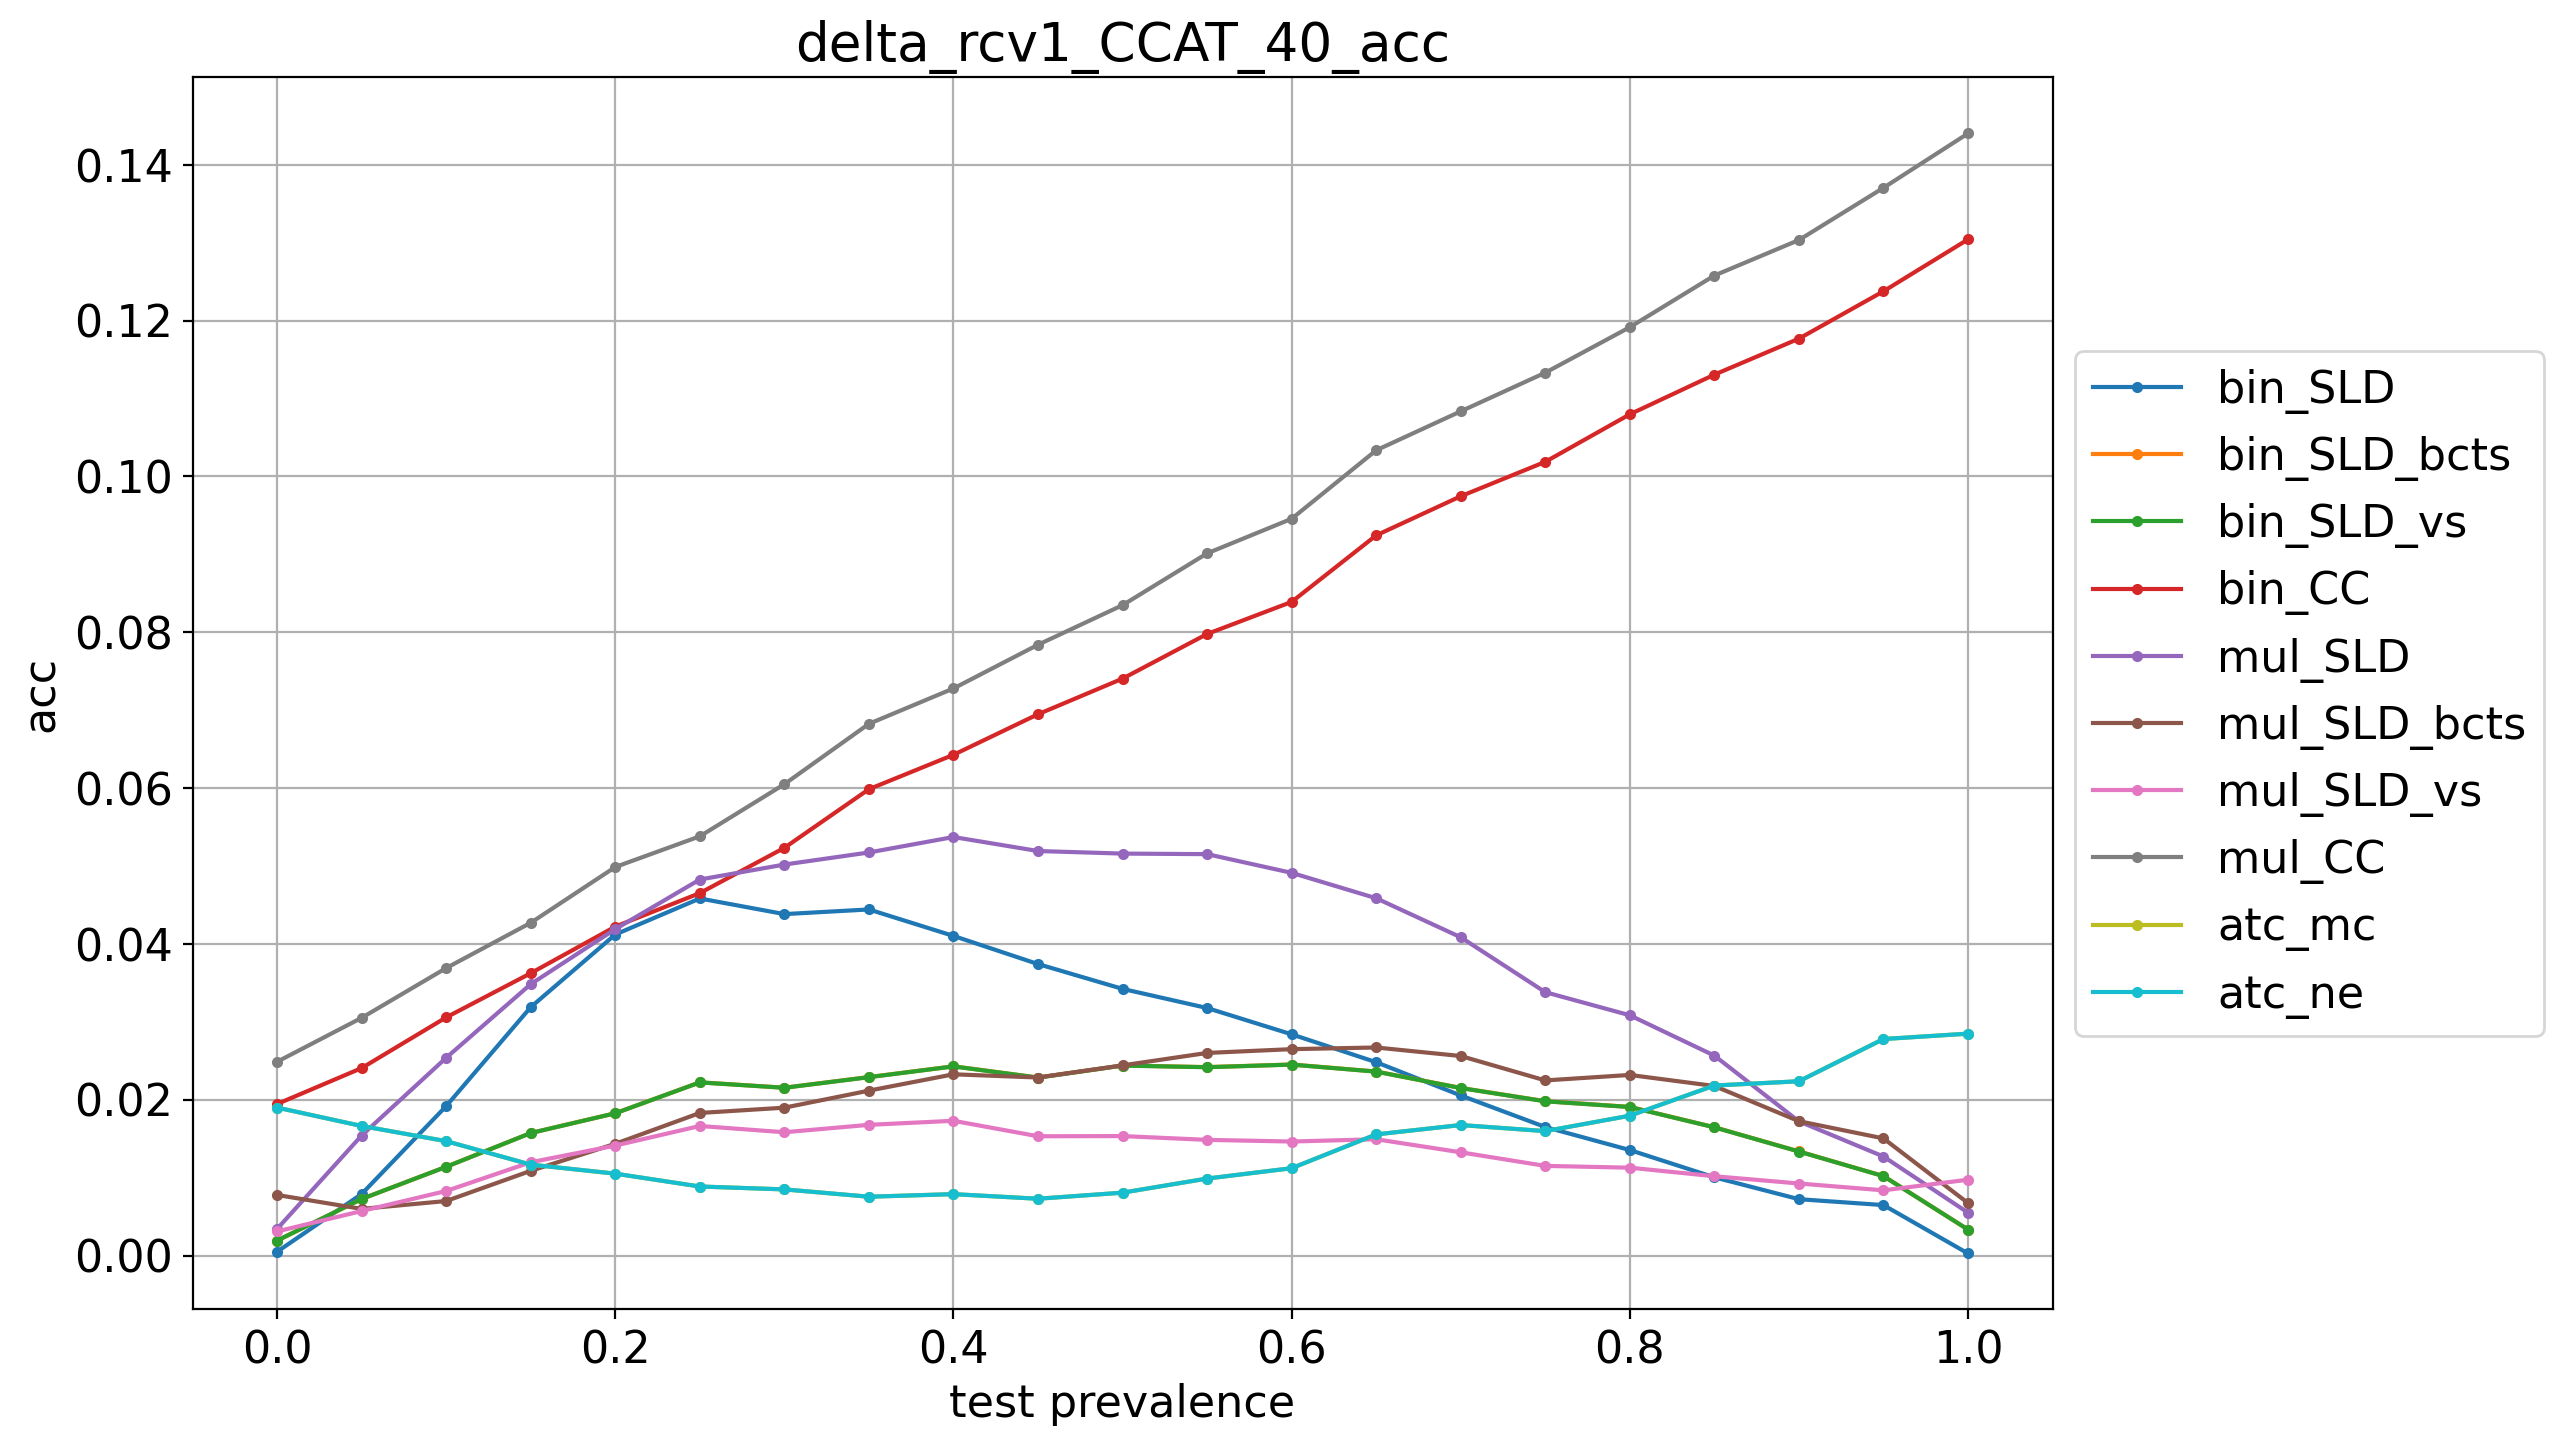 delta_rcv1_CCAT_40_acc
0.14
0.12
0.10
0.08
0.06
0.04
0.02
0.00
acc
0.0 0.2 0.4 0.6 0.8 1.0
test prevalence
bin_SLD
bin_SLD_bcts
bin_SLD_vs
bin_CC
mul_SLD
mul_SLD_bcts
mul_SLD_vs
mul_CC
atc_mc
atc_ne